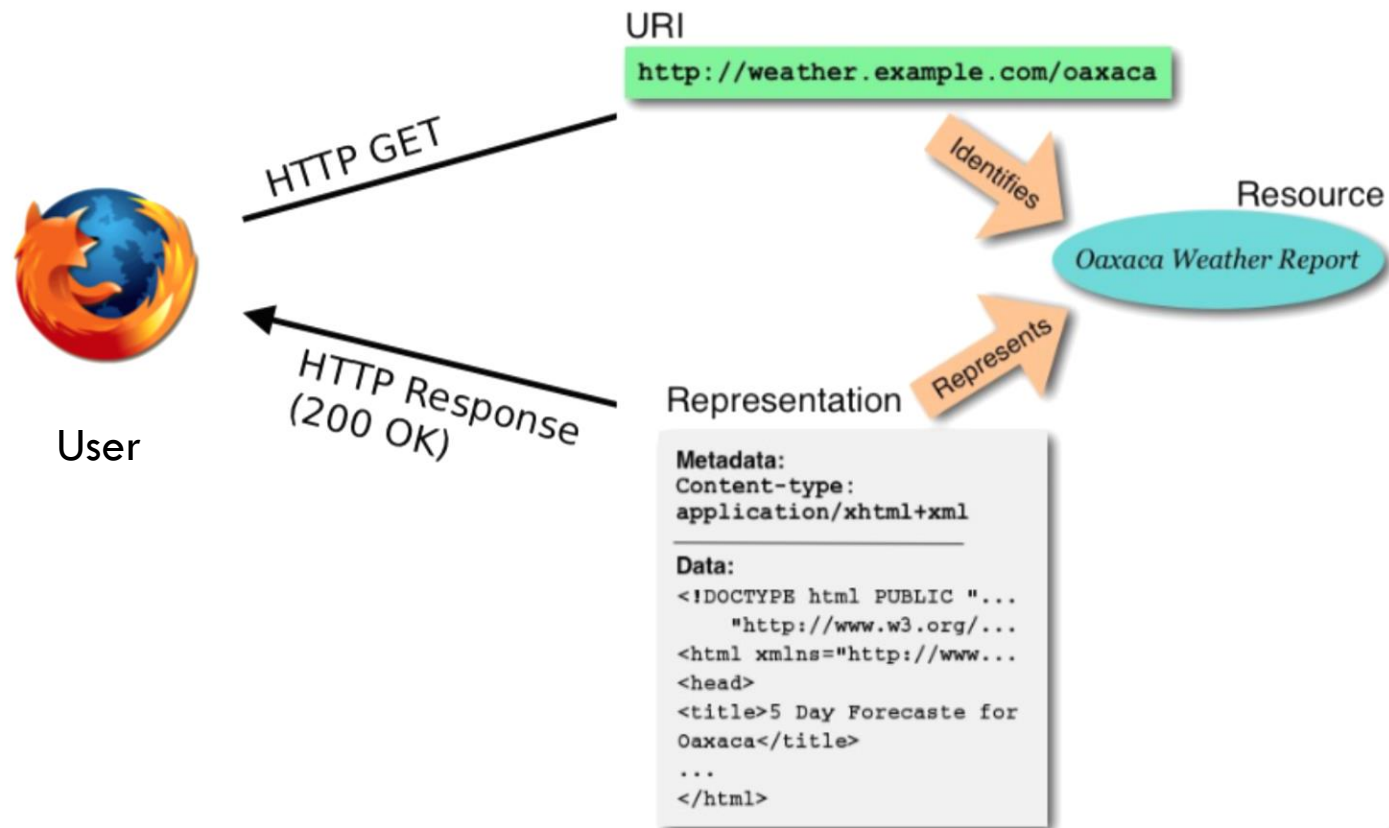 URI
http://weather.example.com/oaxaca
HTTP GET
Identifies
Resource
Oaxaca Weather Report
HTTP Response
(200 OK)
User
Represents
Representation
Metadata:
Content-type:
application/xhtml+xml
Data:
<!DOCTYPE html PUBLIC "...
"http://www.w3.org/...
<html xmlns="http://www...
<head>
<title>5 Day Forecaste for
Oaxaca</title>
...
</html>